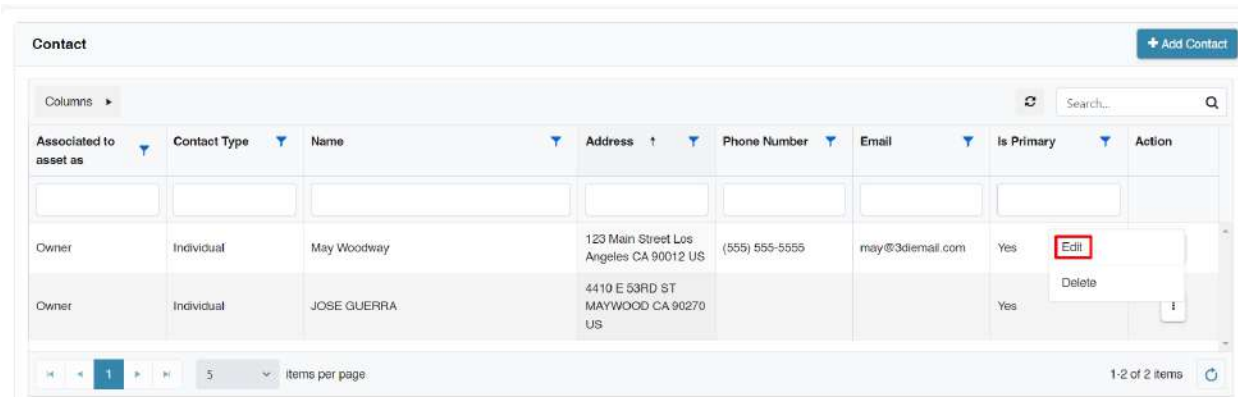 Contact
+ Add Contact
Columns
Search...
Associated to
asset as
Contact Type
Name
Address ↑
Phone Number
Email
Is Primary
Action
Owner
Individual
May Woodway
123 Main Street Los
Angeles CA 90012 US
(555) 555-5555
may@3diemail.com
Yes
Edit
Delete
Owner
Individual
JOSE GUERRA
4410 E 53RD ST
MAYWOOD CA 90270
US
Yes
1
5
items per page
1-2 of 2 items